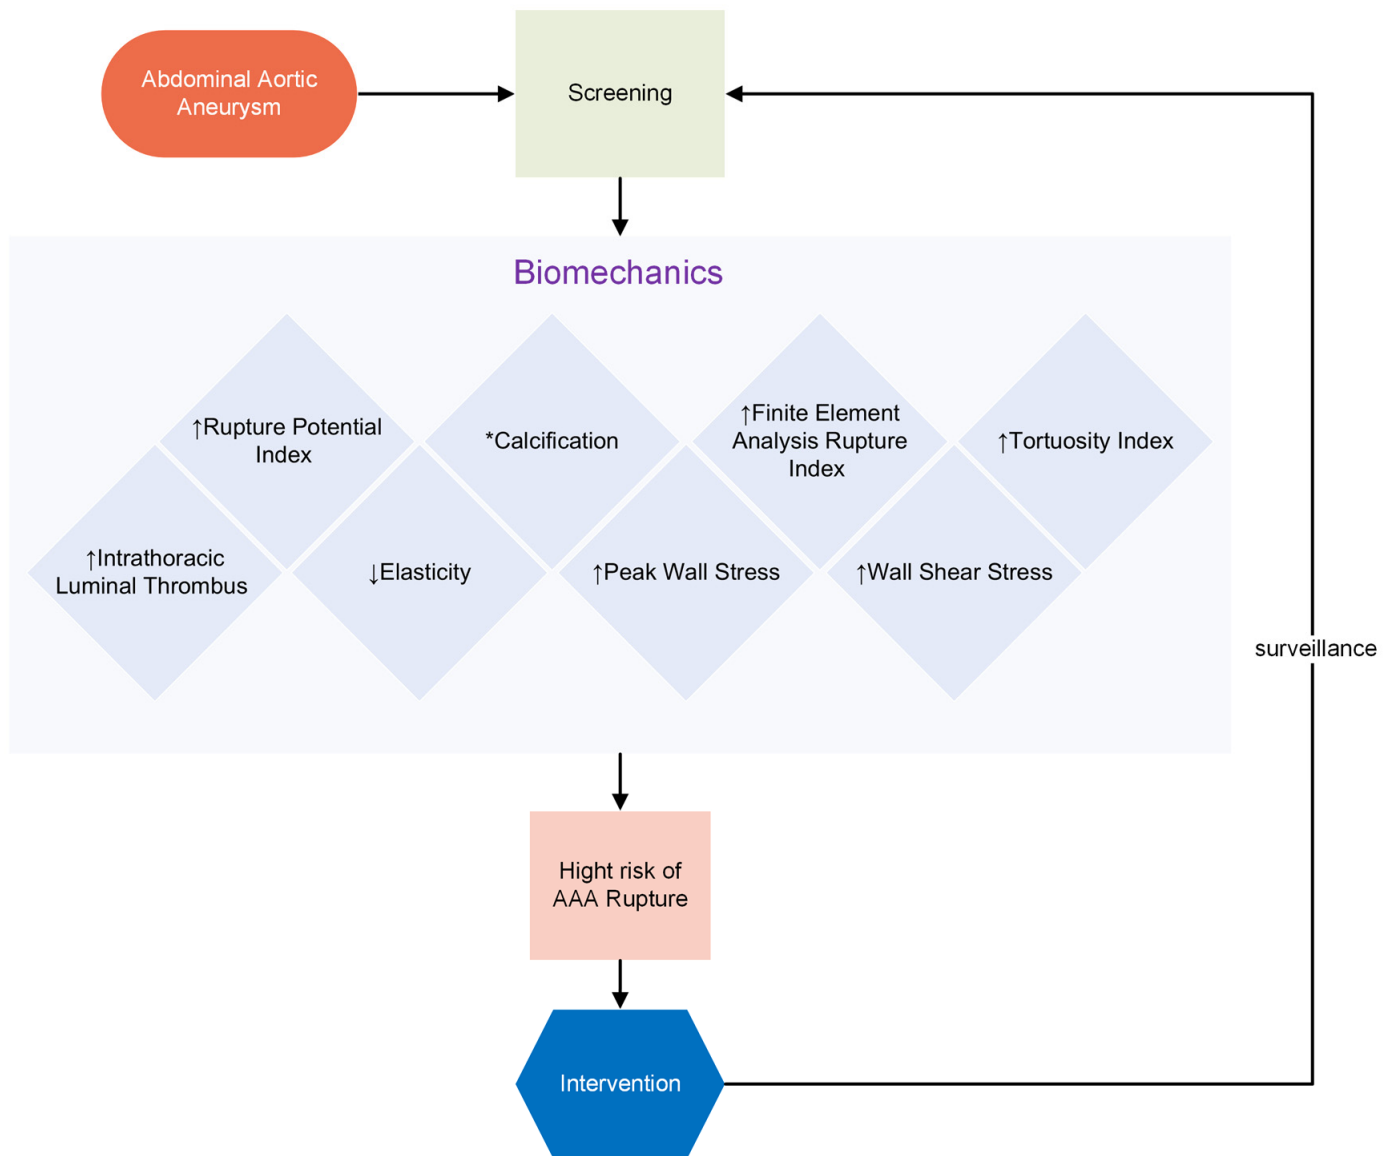 Abdominal Aortic
Aneurysm
Screening
Biomechanics
↑Rupture Potential
Index
*Calcification
↑Finite Element
Analysis Rupture
Index
↑Tortuosity Index
↑Intrathoracic
Luminal Thrombus
↓Elasticity
↑Peak Wall Stress
↑Wall Shear Stress
surveillance
Hight risk of
AAA Rupture
Intervention